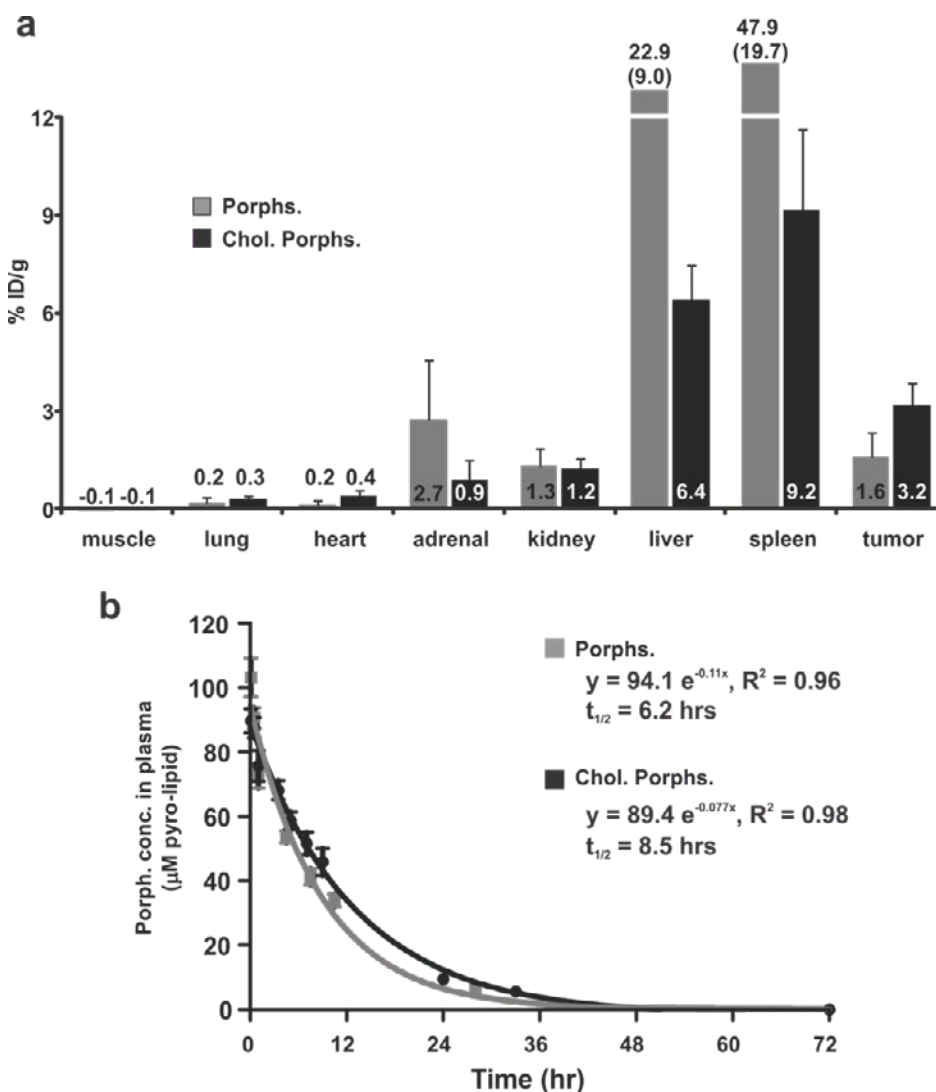 a
47.9
22.9 (19.7)
(9.0)
12
9
6
3
0
% ID/g
Porphs.
Chol. Porphs.
-0.1 -0.1
0.2 0.3
0.2 0.4
2.7 0.9
1.3 1.2
6.4
9.2
1.6 3.2
muscle lung heart adrenal kidney liver spleen tumor
b
120
100
80
60
40
20
0
Porph. conc. in plasma
(µM pyro-lipid)
Porphs.
y = 94.1 e^-0.11x, R² = 0.96
t1/2 = 6.2 hrs
Chol. Porphs.
y = 89.4 e^-0.077x, R² = 0.98
t1/2 = 8.5 hrs
0 12 24 36 48 60 72
Time (hr)